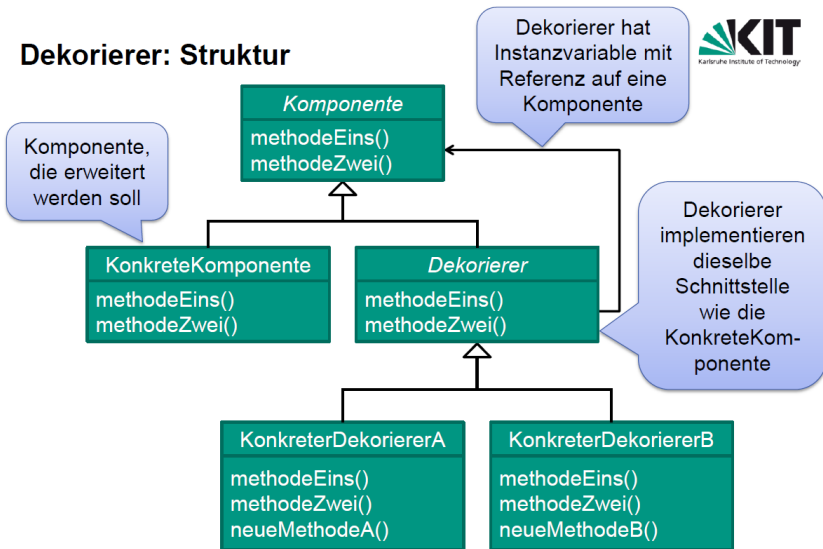 Dekorierer: Struktur
Dekorierer hat
Instanzvariable mit
Referenz auf eine
Komponente
KIT
Karlsruhe Institute of Technology
Komponente
methodeEins()
methodeZwei()
Komponente,
die erweitert
werden soll
KonkreteKomponente
methodeEins()
methodeZwei()
Dekorierer
methodeEins()
methodeZwei()
Dekorierer
implementieren
dieselbe
Schnittstelle
wie die
KonkreteKom-
ponente
KonkreterDekoriererA
methodeEins()
methodeZwei()
neueMethodeA()
KonkreterDekoriererB
methodeEins()
methodeZwei()
neueMethodeB()